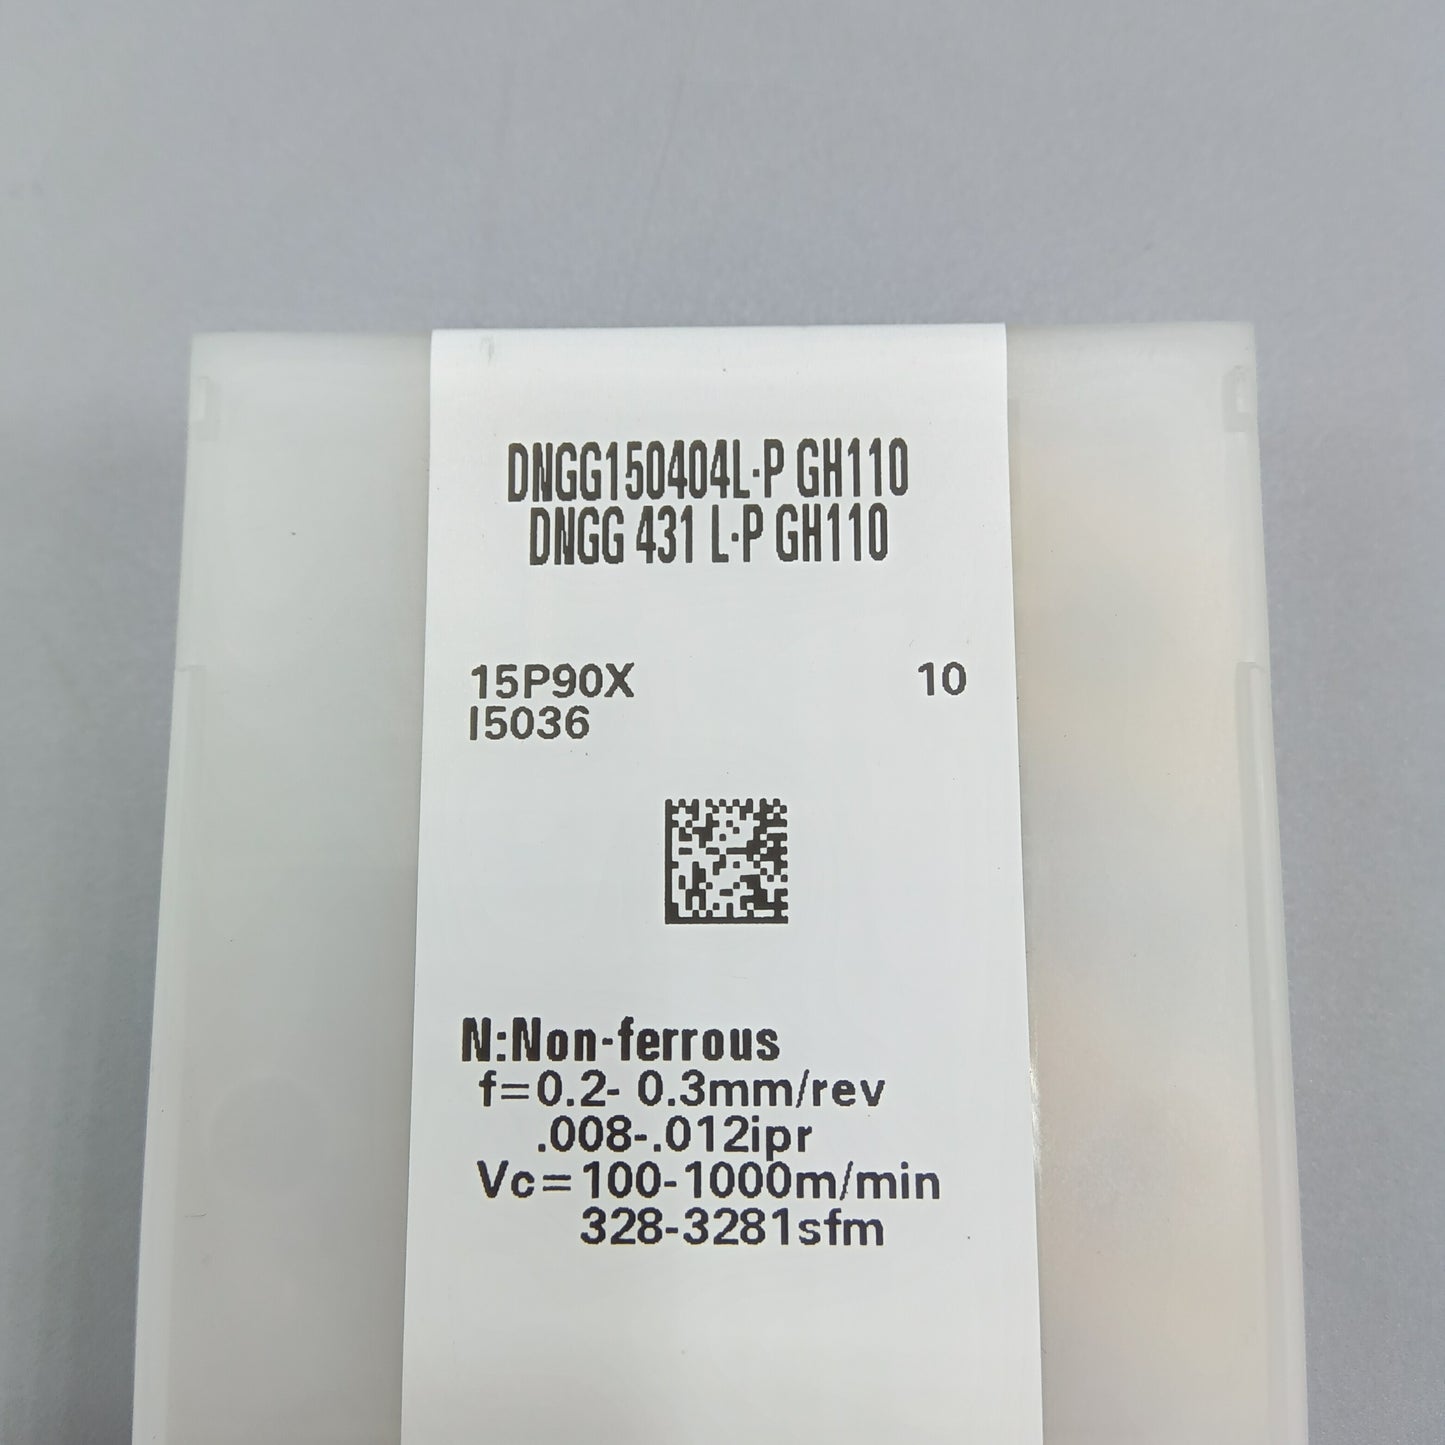 DNGG150404L-P GH110
DNGG 431 L-P GH110
15P90X 10
I5036
N:Non-ferrous
f=0.2- 0.3mm/rev
.008-.012ipr
Vc=100-1000m/min
328-3281sfm